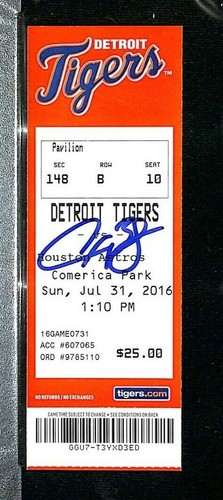 DETROIT
Tigers™
Pavilion
SEC ROW SEAT
148 B 10
DETROIT TIGERS
- vs -
Houston Astros
Comerica Park
Sun, Jul 31, 2016
1:10 PM
16GAME0731
ACC #607065
ORD #9785110
$25.00
NO REFUNDS / NO EXCHANGES
tigers.com
GAME TIME SUBJECT TO CHANGE • SEE CONDITIONS ON BACK
GGU7-T3YXD3ED